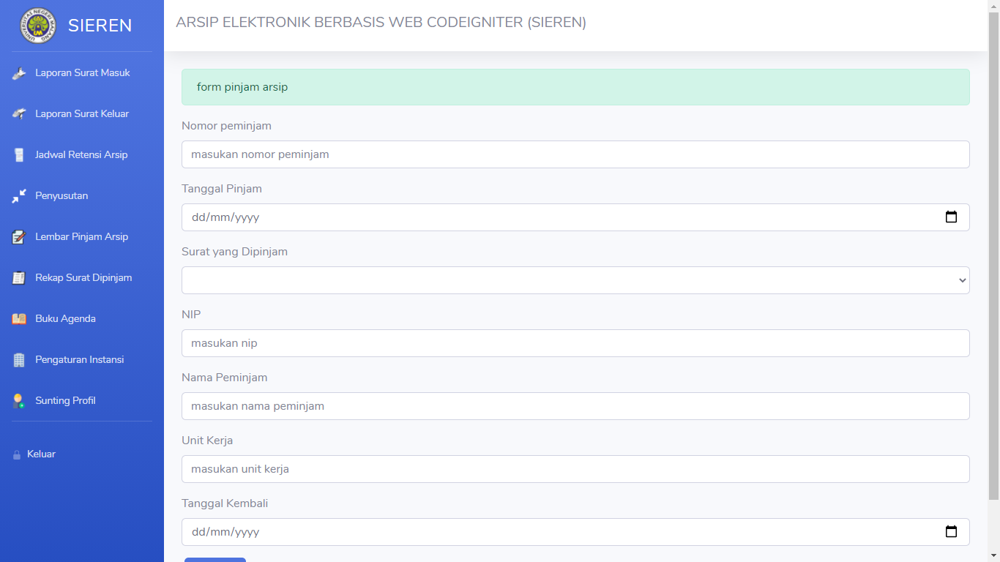 UNIVERSITAS NEGERI MALANG
SIEREN
Laporan Surat Masuk
Laporan Surat Keluar
Jadwal Retensi Arsip
Penyusutan
Lembar Pinjam Arsip
Rekap Surat Dipinjam
Buku Agenda
Pengaturan Instansi
Sunting Profil
Keluar
ARSIP ELEKTRONIK BERBASIS WEB CODEIGNITER (SIEREN)
form pinjam arsip
Nomor peminjam
masukan nomor peminjam
Tanggal Pinjam
dd/mm/yyyy
Surat yang Dipinjam
NIP
masukan nip
Nama Peminjam
masukan nama peminjam
Unit Kerja
masukan unit kerja
Tanggal Kembali
dd/mm/yyyy